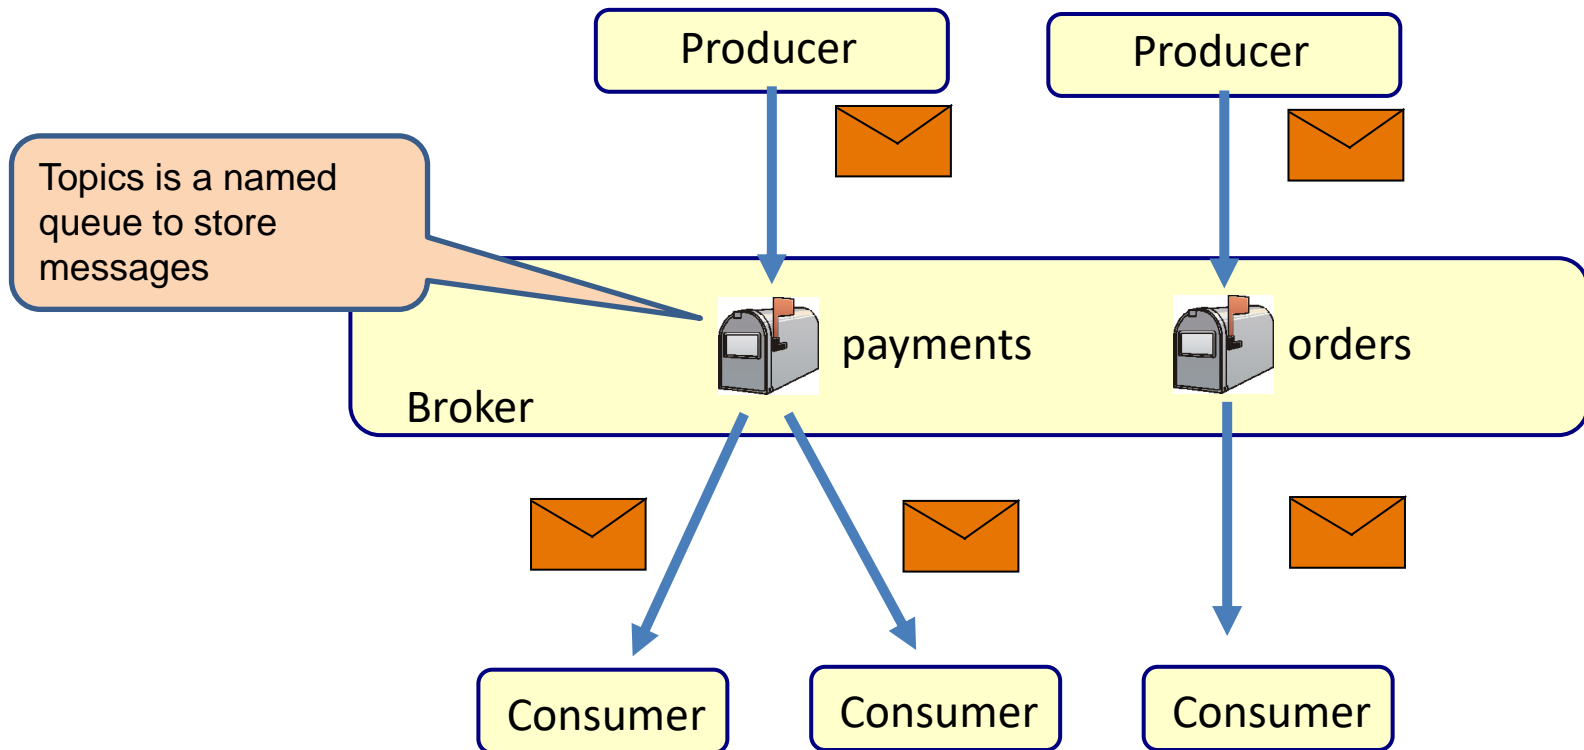 Producer
Producer
Topics is a named
queue to store
messages
payments
orders
Broker
Consumer
Consumer
Consumer